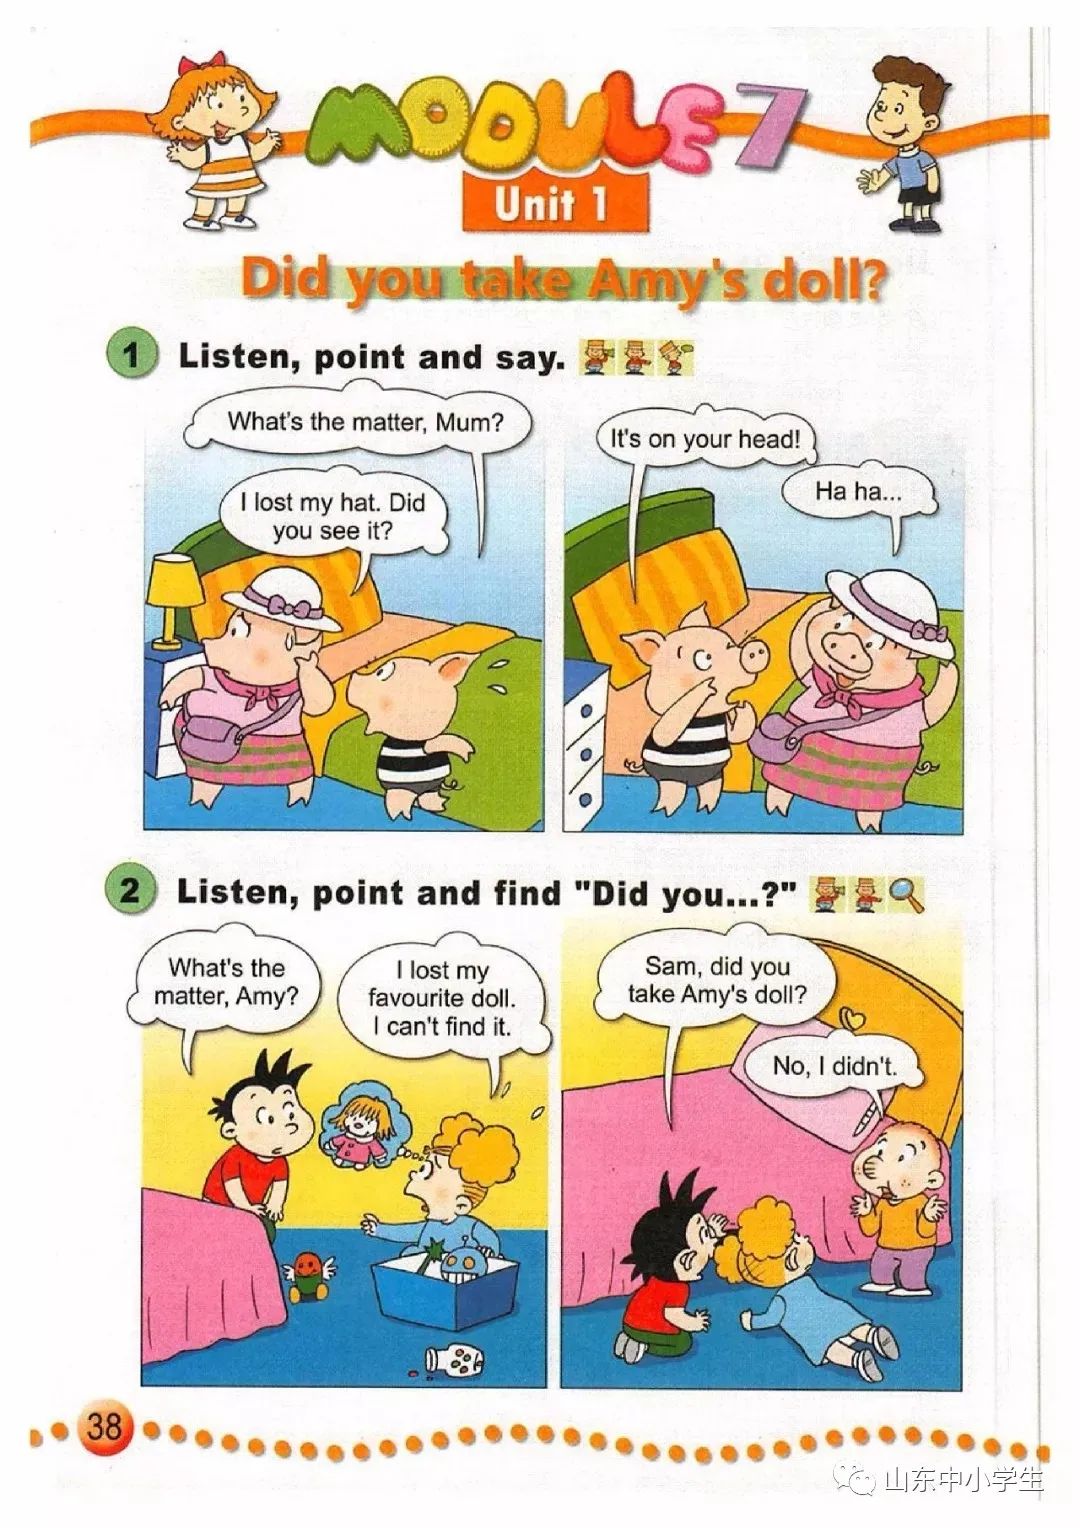 MODULE 7
Unit 1
Did you take Amy's doll?
1 Listen, point and say.
What's the matter, Mum?
I lost my hat. Did
you see it?
It's on your head!
Ha ha...
2 Listen, point and find "Did you...?"
What's the
matter, Amy?
I lost my
favourite doll.
I can't find it.
Sam, did you
take Amy's doll?
No, I didn't.
38
山东中小学生